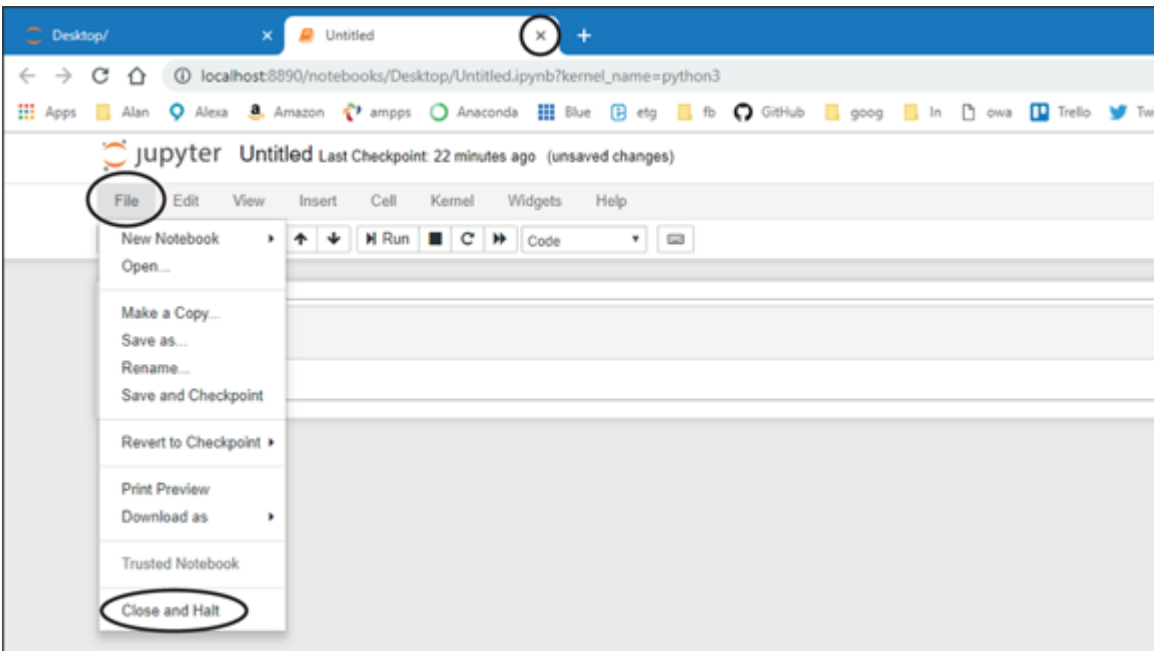 Desktop/ Untitled
localhost:8890/notebooks/Desktop/Untitled.ipynb?kernel_name=python3
Apps Alan Alexa Amazon ampps Anaconda Blue etg fb GitHub goog In owa Trello Twi
jupyter Untitled Last Checkpoint: 22 minutes ago (unsaved changes)
File Edit View Insert Cell Kernel Widgets Help
New Notebook Run Code
Open...
Make a Copy...
Save as...
Rename...
Save and Checkpoint
Revert to Checkpoint
Print Preview
Download as
Trusted Notebook
Close and Halt